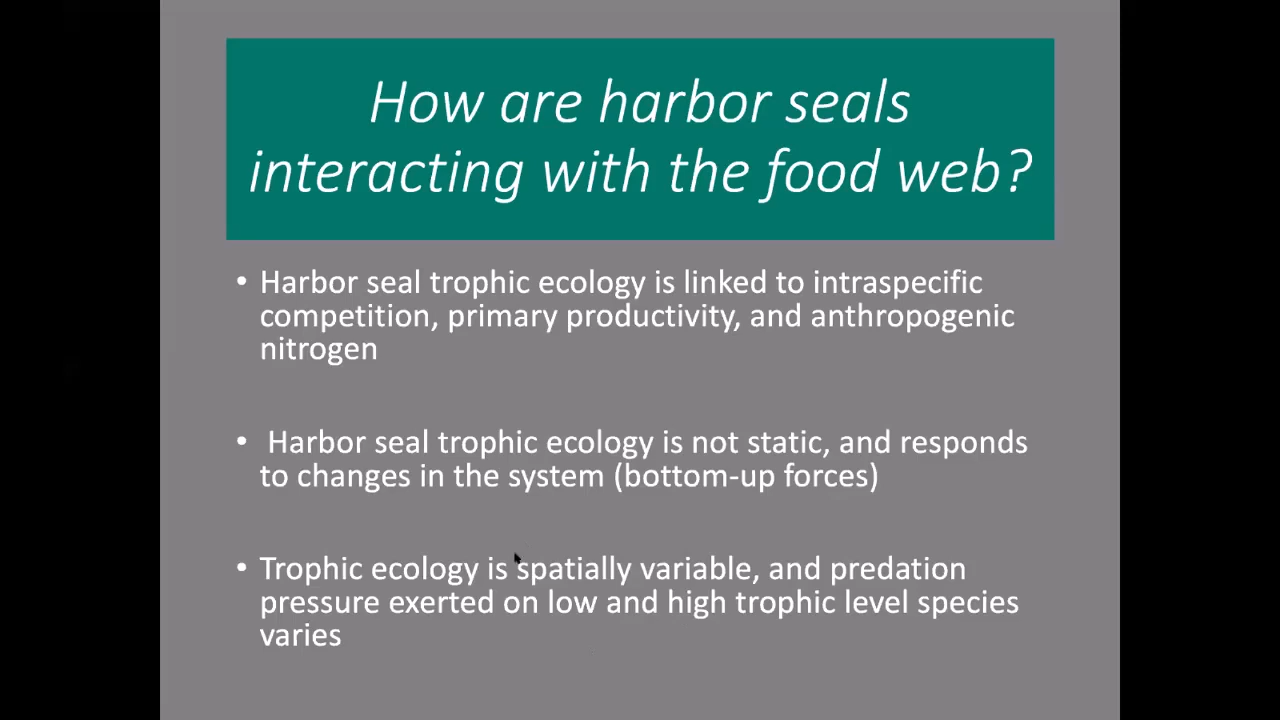 How are harbor seals
interacting with the food web?
• Harbor seal trophic ecology is linked to intraspecific
competition, primary productivity, and anthropogenic
nitrogen
• Harbor seal trophic ecology is not static, and responds
to changes in the system (bottom-up forces)
• Trophic ecology is spatially variable, and predation
pressure exerted on low and high trophic level species
varies